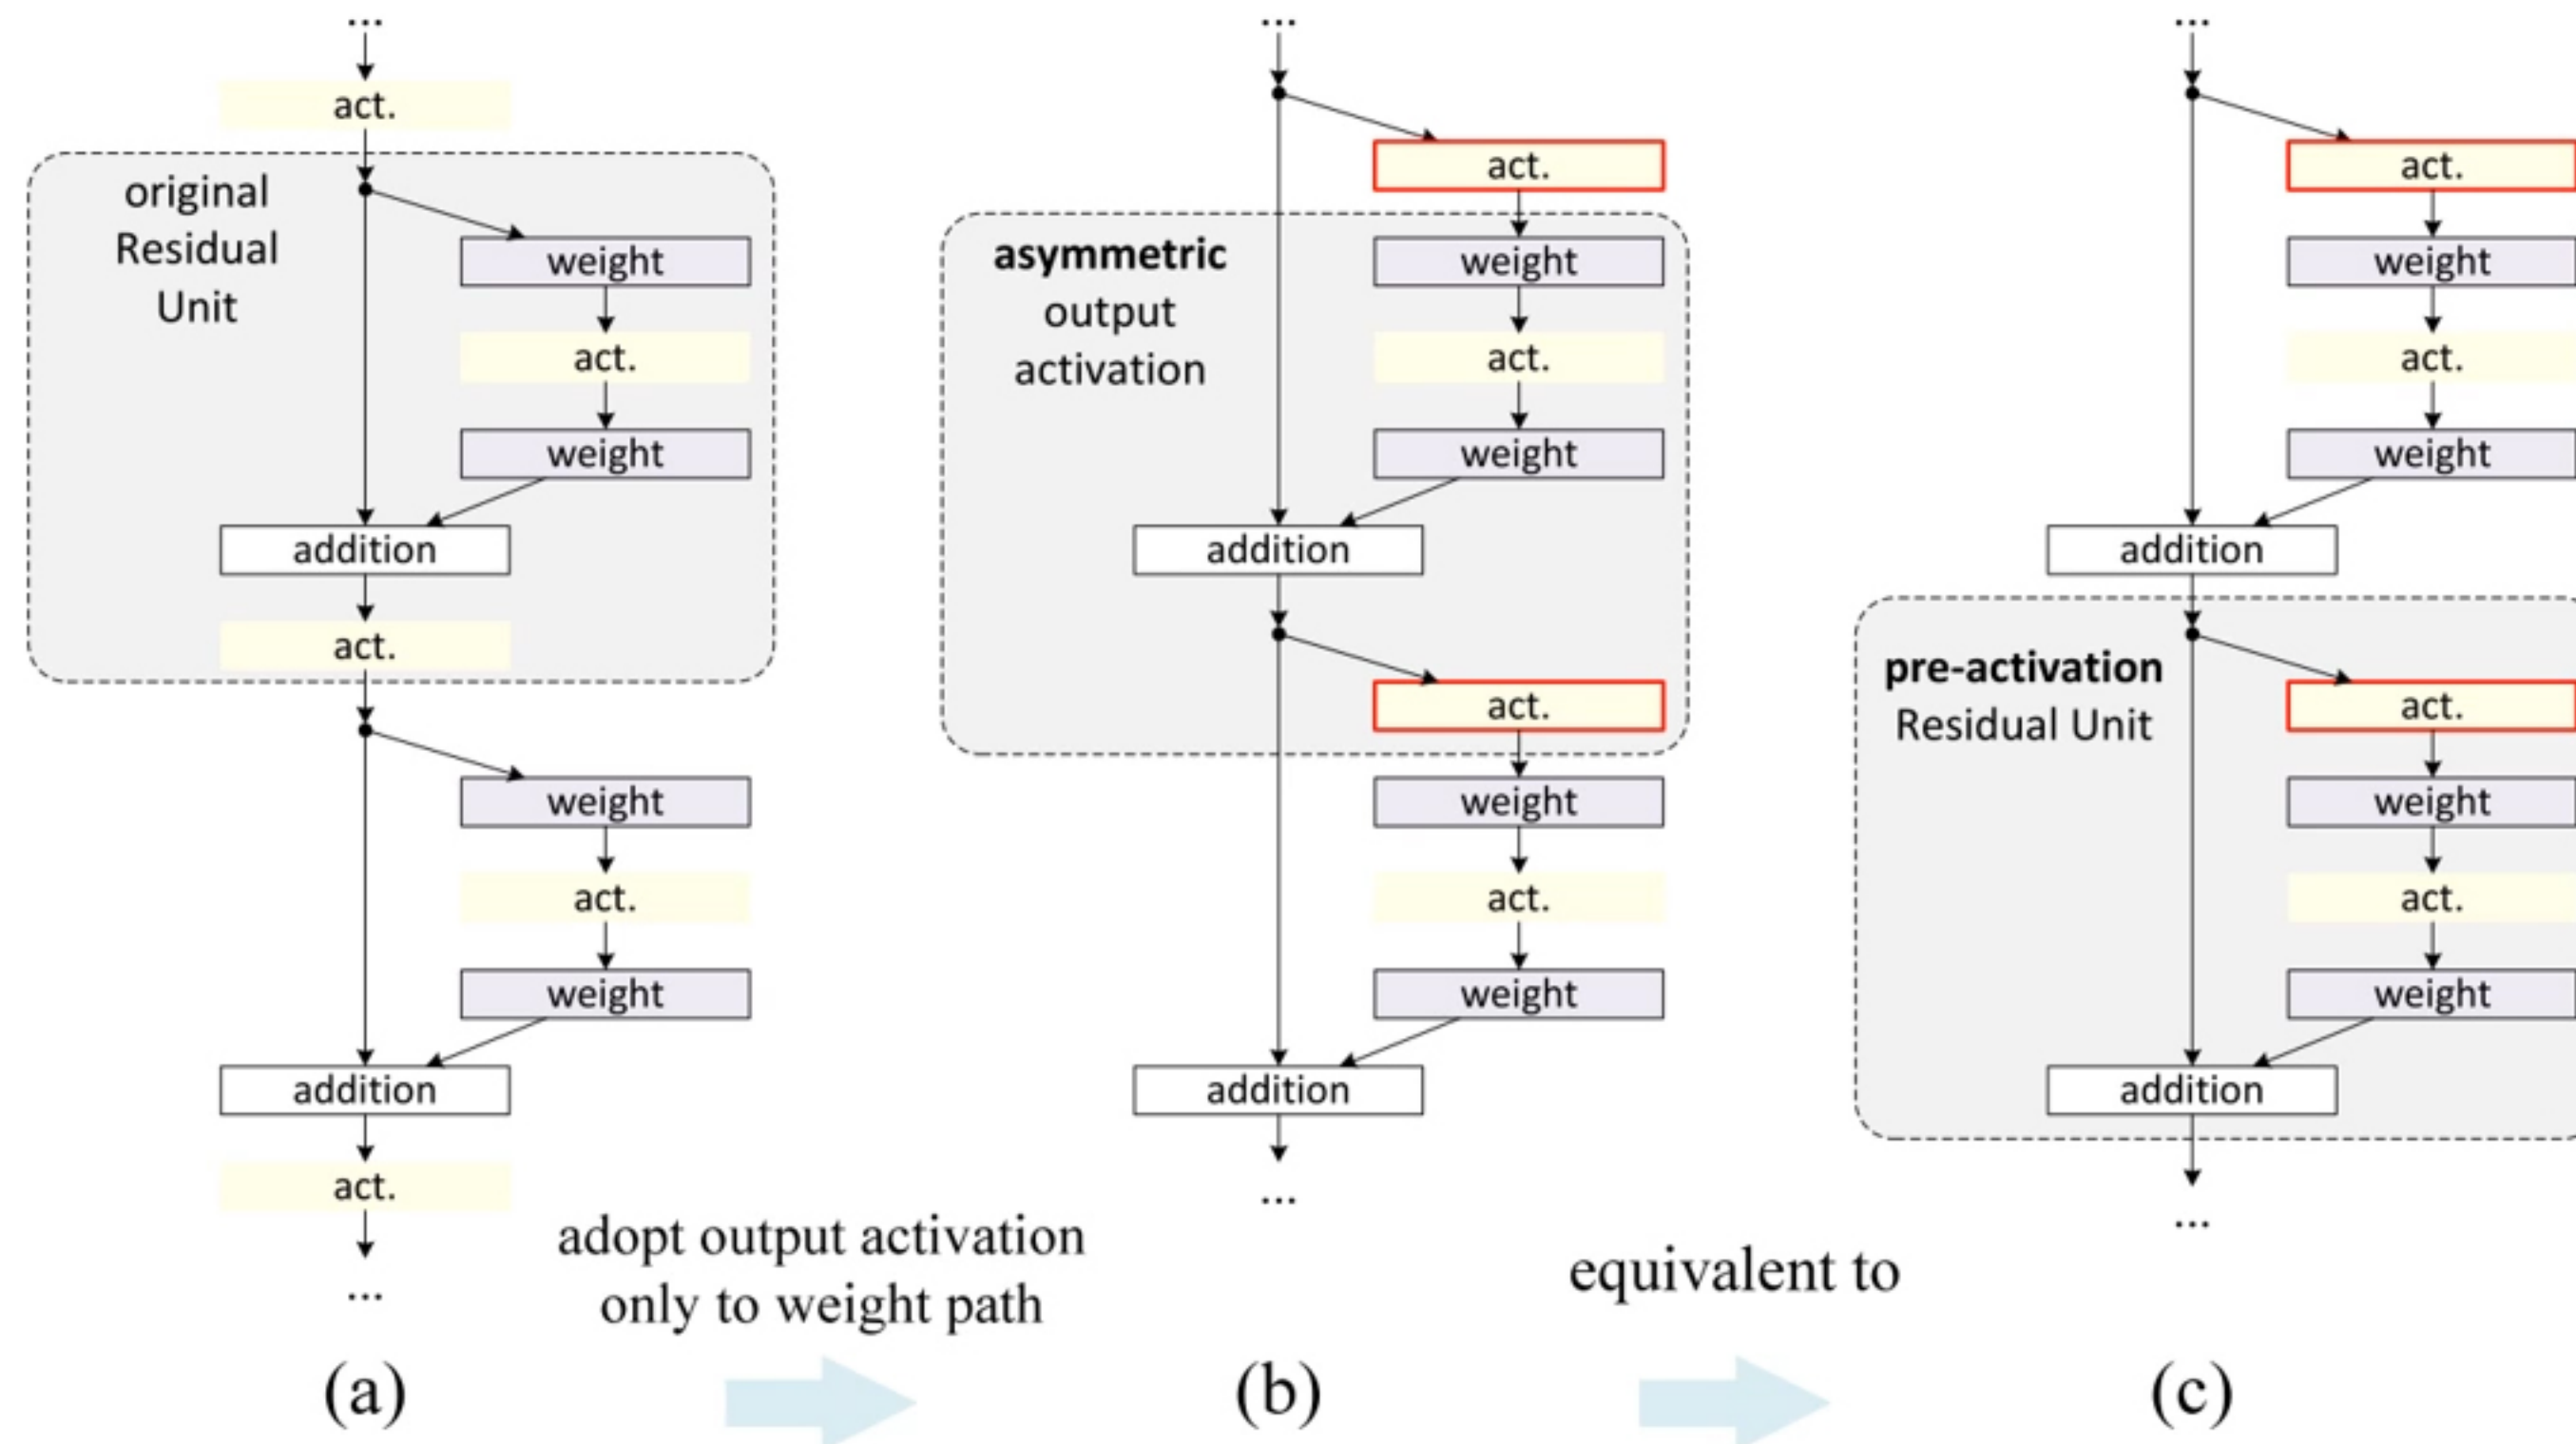 ...
act.
original
Residual
Unit
weight
act.
weight
addition
act.
weight
act.
weight
addition
act.
...
adopt output activation
only to weight path
(a)
...
act.
asymmetric
output
activation
weight
act.
weight
addition
act.
weight
act.
weight
addition
...
equivalent to
(b)
...
act.
weight
act.
weight
addition
pre-activation
Residual Unit
act.
weight
act.
weight
addition
...
(c)